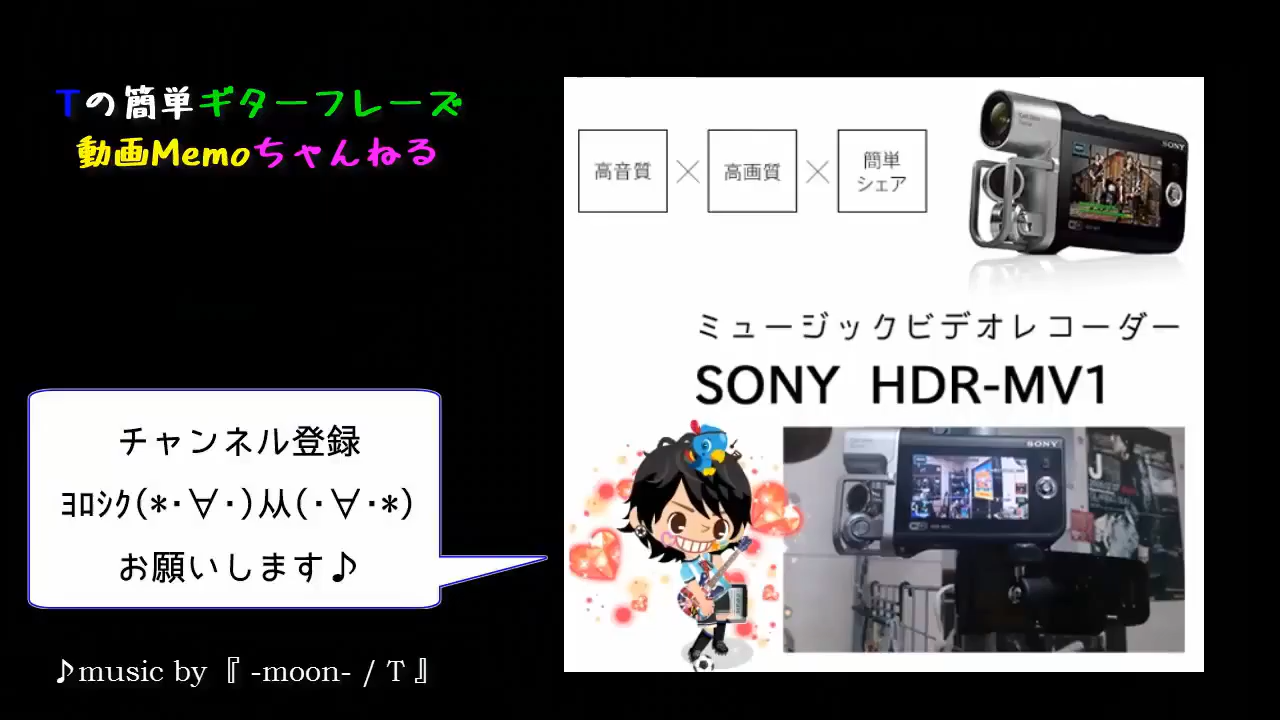 Tの簡単ギターフレーズ
動画Memoちゃんねる
高音質
高画質
簡単
シェア
SONY
ミュージックビデオレコーダー
SONY HDR-MV1
SONY
J
チャンネル登録
ﾖﾛｼｸ(*･∀･)从(･∀･*)
お願いします♪
♪music by『 -moon- / T 』